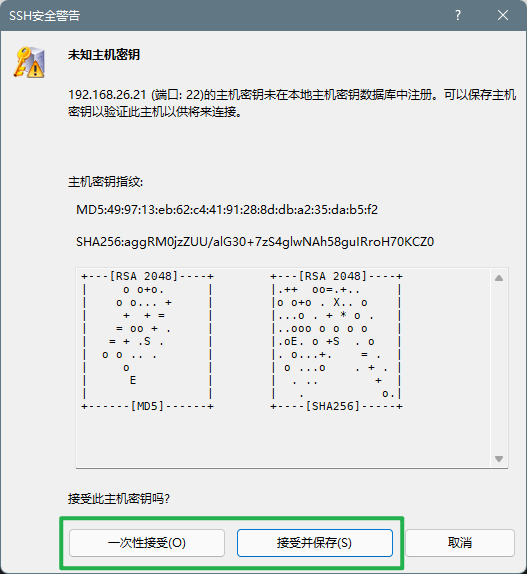 SSH安全警告
未知主机密钥
192.168.26.21 (端口: 22)的主机密钥未在本地主机密钥数据库中注册。可以保存主机
密钥以验证此主机以供将来连接。
主机密钥指纹:
MD5:49:97:13:eb:62:c4:41:91:28:8d:db:a2:35:da:b5:f2
SHA256:aggRM0jzZUU/alG30+7zS4glwNAh58guIRroH70KCZ0
+---[RSA 2048]----+         +---[RSA 2048]----+
|     o o+o.      |         |.++  oo=.+..     |
|    o o... +     |         |o o+o . X.. o    |
|     +  + =      |         |...o . + * o .   |
|    = oo + .     |         |..ooo o o o o    |
|   = + .S .      |         |.oE. o +S  . o   |
|  o o .. .       |         |. o...+.    = .  |
|     o           |         | o ...o    . + . |
|      E          |         |  . ..        +  |
|                 |         |   .           o.|
+------[MD5]------+         +----[SHA256]-----+
接受此主机密钥吗?
一次性接受(O) 接受并保存(S) 取消